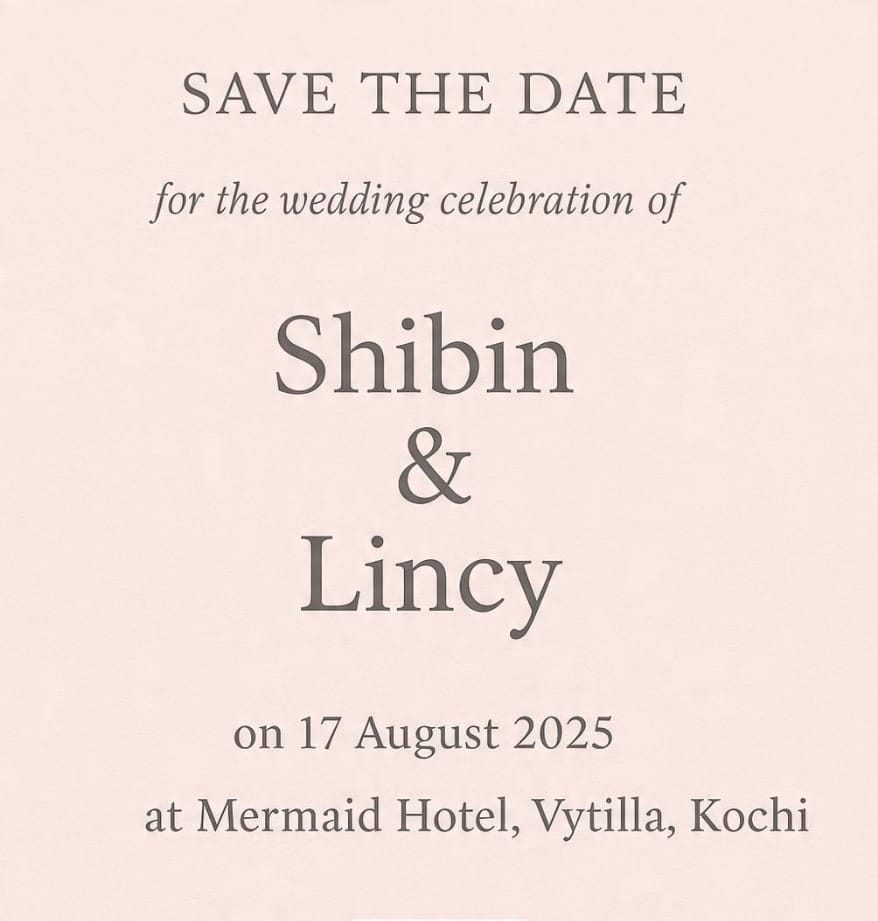 SAVE THE DATE
for the wedding celebration of
Shibin
&
Lincy
on 17 August 2025
at Mermaid Hotel, Vytilla, Kochi